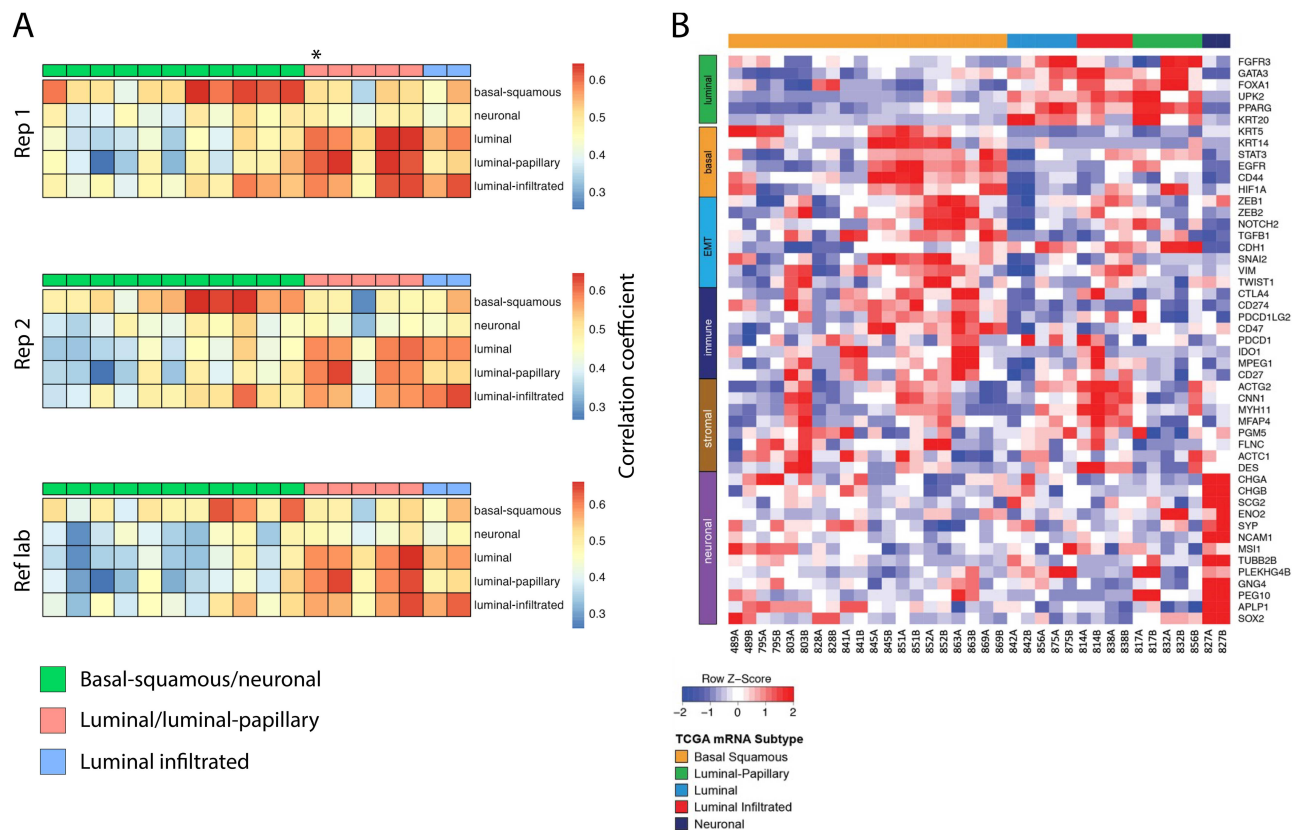 A
*
Rep 1
basal-squamous
neuronal
luminal
luminal-papillary
luminal-infiltrated
0.6
0.5
0.4
0.3
Rep 2
basal-squamous
neuronal
luminal
luminal-papillary
luminal-infiltrated
0.6
0.5
0.4
0.3
Correlation coefficient
Ref lab
basal-squamous
neuronal
luminal
luminal-papillary
luminal-infiltrated
0.6
0.5
0.4
0.3
Basal-squamous/neuronal
Luminal/luminal-papillary
Luminal infiltrated
B
luminal
basal
EMT
immune
stromal
neuronal
FGFR3
GATA3
FOXA1
UPK2
PPARG
KRT20
KRT5
KRT14
STAT3
EGFR
CD44
HIF1A
ZEB1
ZEB2
NOTCH2
TGFB1
CDH1
SNAI2
VIM
TWIST1
CTLA4
CD274
PDCD1LG2
CD47
PDCD1
IDO1
MPEG1
CD27
ACTG2
CNN1
MYH11
MFAP4
PGM5
FLNC
ACTC1
DES
CHGA
CHGB
SCG2
ENO2
SYP
NCAM1
MSI1
TUBB2B
PLEKHG4B
GNG4
PEG10
APLP1
SOX2
489A 489B 795A 795B 803A 803B 828A 828B 841A 841B 845A 845B 851A 851B 852A 852B 863A 863B 869A 869B 842A 842B 856A 875A 875B 814A 814B 838A 838B 817A 817B 832A 832B 856B 827A 827B
Row Z-Score
−2 −1 0 1 2
TCGA mRNA Subtype
Basal Squamous
Luminal-Papillary
Luminal
Luminal Infiltrated
Neuronal